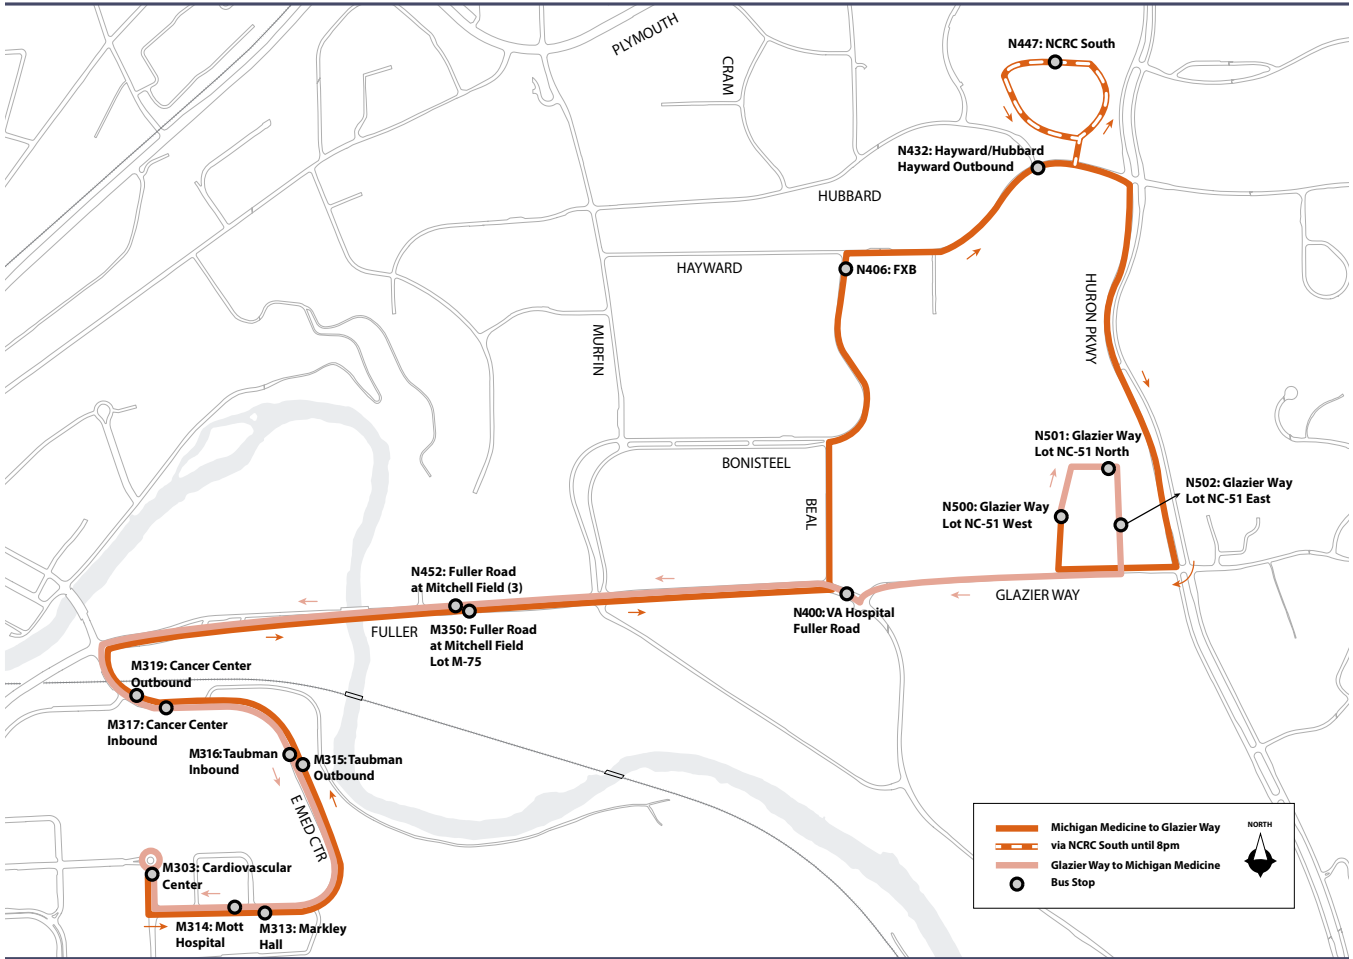 PLYMOUTH
CRAM
N447: NCRC South
N432: Hayward/Hubbard
Hayward Outbound
HUBBARD
HAYWARD
N406: FXB
HURON PKWY
MURFIN
N501: Glazier Way
Lot NC-51 North
BONISTEEL
N502: Glazier Way
Lot NC-51 East
N500: Glazier Way
Lot NC-51 West
BEAL
N452: Fuller Road
at Mitchell Field (3)
GLAZIER WAY
N400: VA Hospital
Fuller Road
FULLER
M350: Fuller Road
at Mitchell Field
Lot M-75
M319: Cancer Center
Outbound
M317: Cancer Center
Inbound
M316: Taubman
Inbound
M315: Taubman
Outbound
E MED CTR
M303: Cardiovascular
Center
M314: Mott
Hospital
M313: Markley
Hall
Michigan Medicine to Glazier Way
via NCRC South until 8pm
Glazier Way to Michigan Medicine
Bus Stop
NORTH